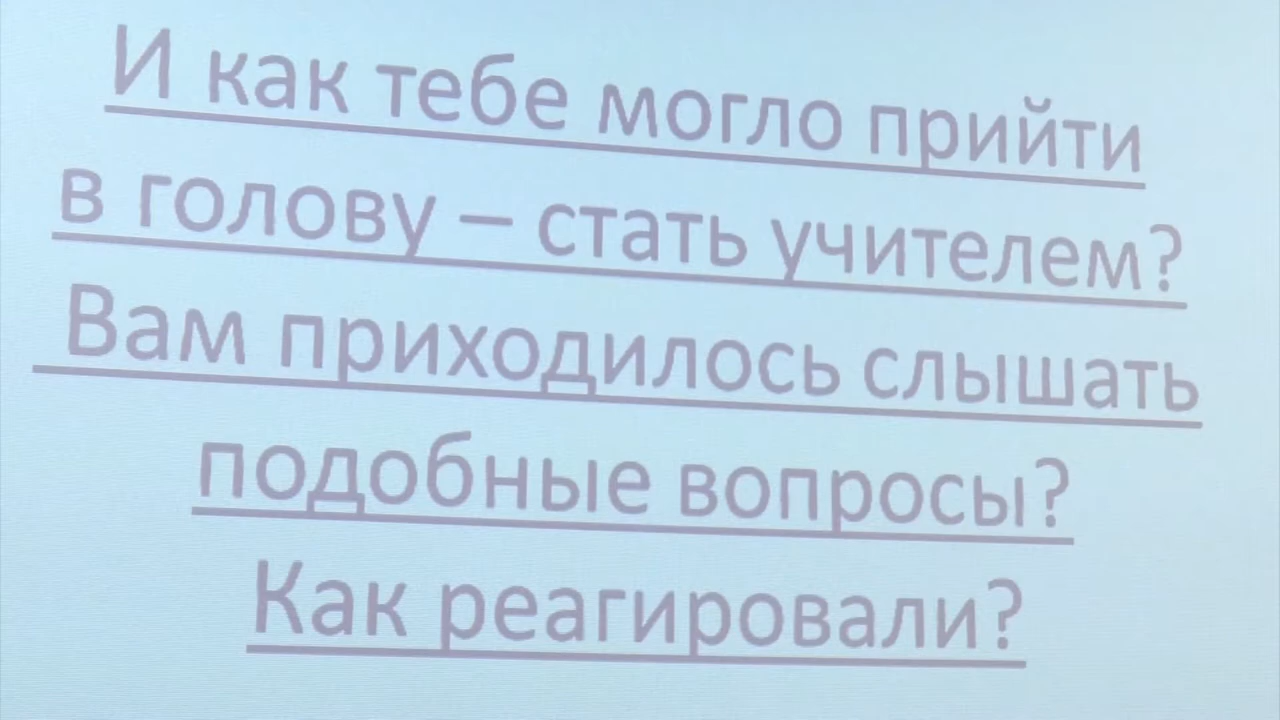 И как тебе могло прийти
в голову – стать учителем?
Вам приходилось слышать
подобные вопросы?
Как реагировали?